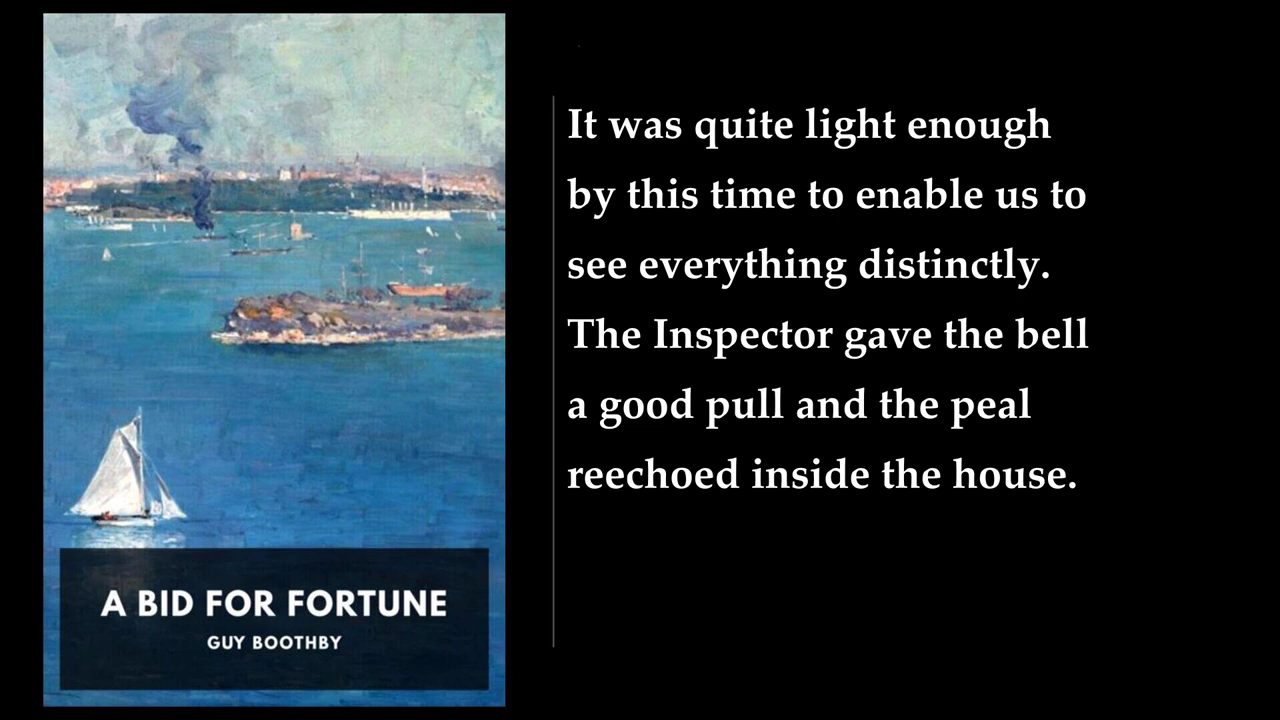 It was quite light enough
by this time to enable us to
see everything distinctly.
The Inspector gave the bell
a good pull and the peal
reechoed inside the house.
A BID FOR FORTUNE
GUY BOOTHBY